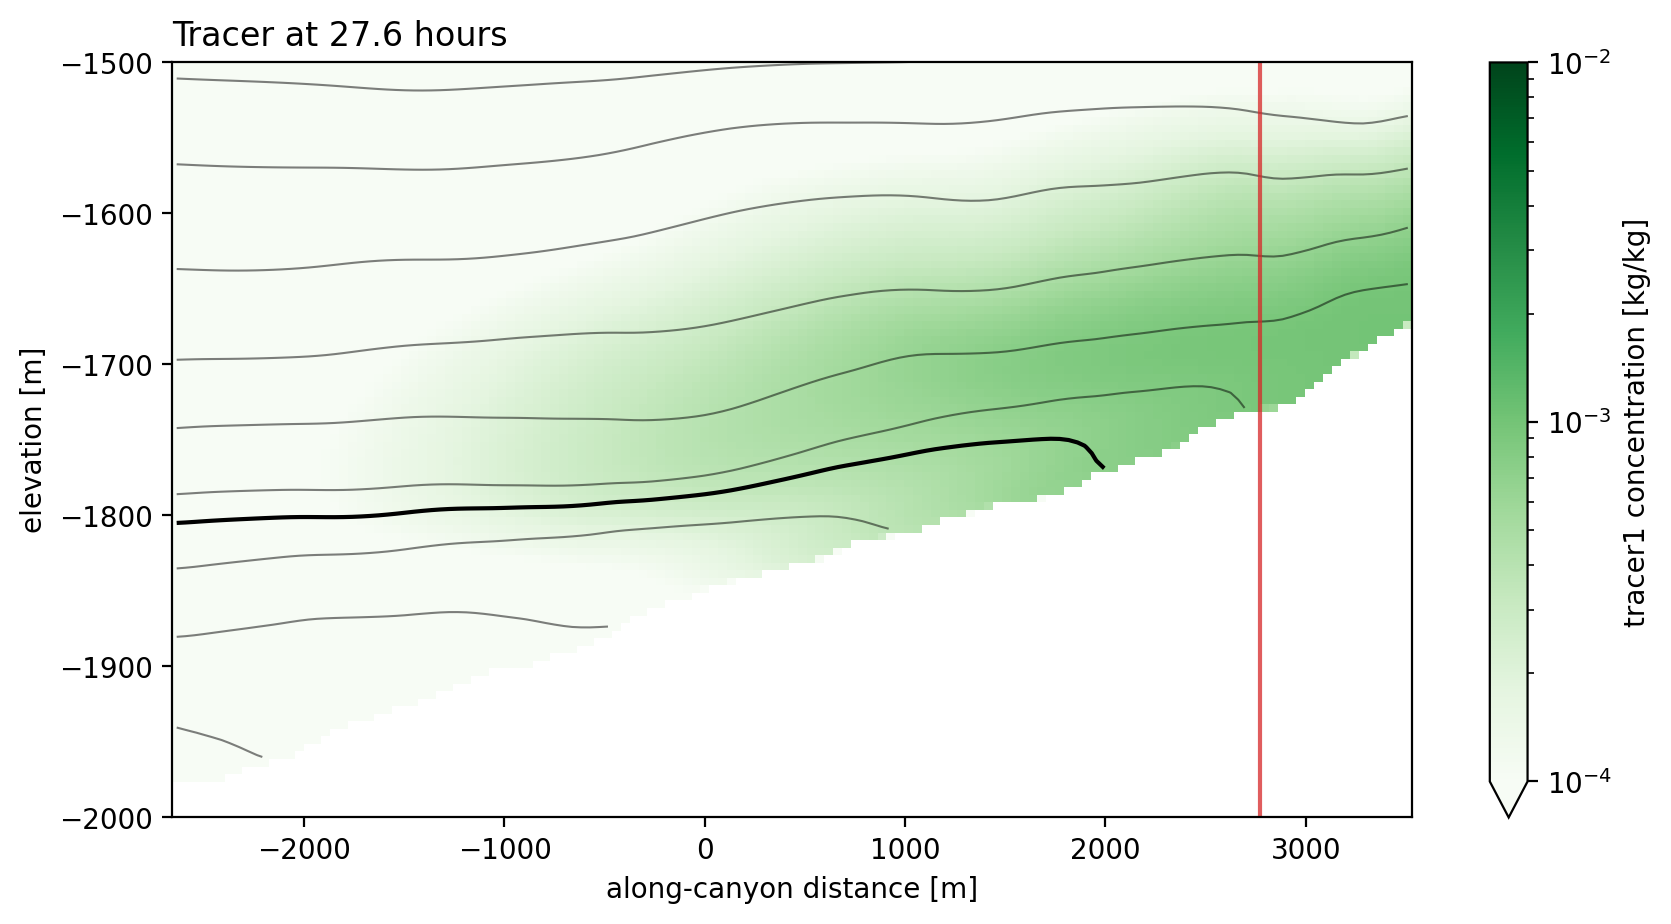 Tracer at 27.6 hours
−1500
−1600
−1700
−1800
−1900
−2000
elevation [m]
−2000 −1000 0 1000 2000 3000
along-canyon distance [m]
10⁻²
10⁻³
10⁻⁴
tracer1 concentration [kg/kg]